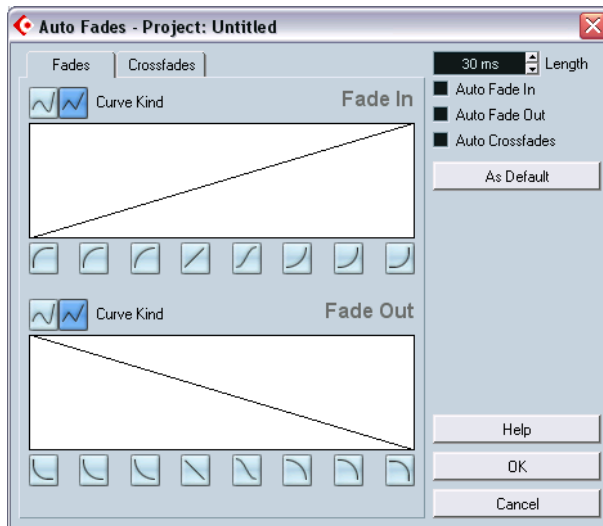 Auto Fades - Project: Untitled
Fades
Crossfades
Curve Kind
Fade In
Curve Kind
Fade Out
30 ms
Length
Auto Fade In
Auto Fade Out
Auto Crossfades
As Default
Help
OK
Cancel